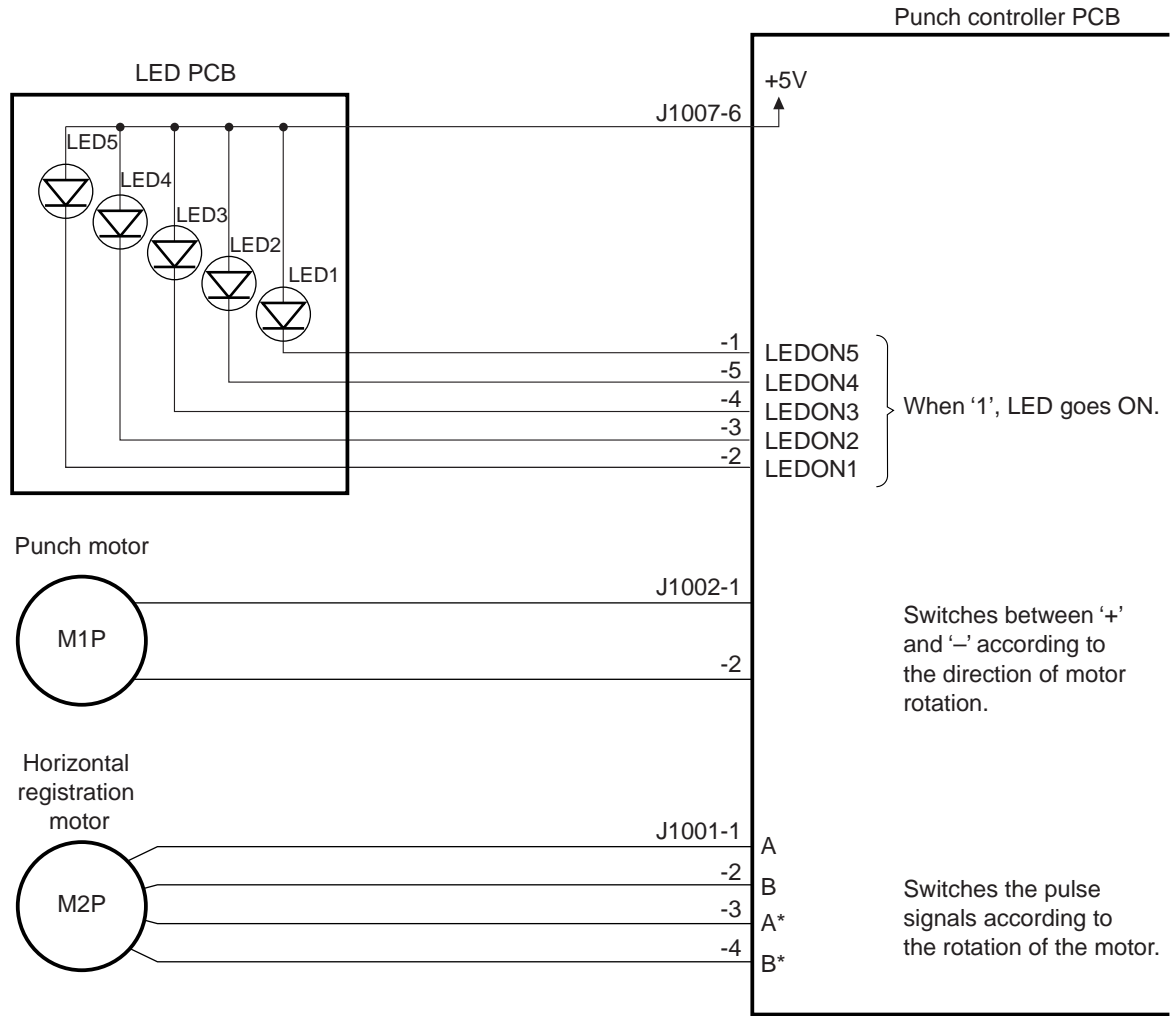 Punch controller PCB
LED PCB
+5V
J1007-6
LED5
LED4
LED3
LED2
LED1
-1 LEDON5
-5 LEDON4
-4 LEDON3
-3 LEDON2
-2 LEDON1
When ‘1’, LED goes ON.
Punch motor
M1P
J1002-1
-2
Switches between ‘+’
and ‘–’ according to
the direction of motor
rotation.
Horizontal
registration
motor
M2P
J1001-1 A
-2 B
-3 A*
-4 B*
Switches the pulse
signals according to
the rotation of the motor.